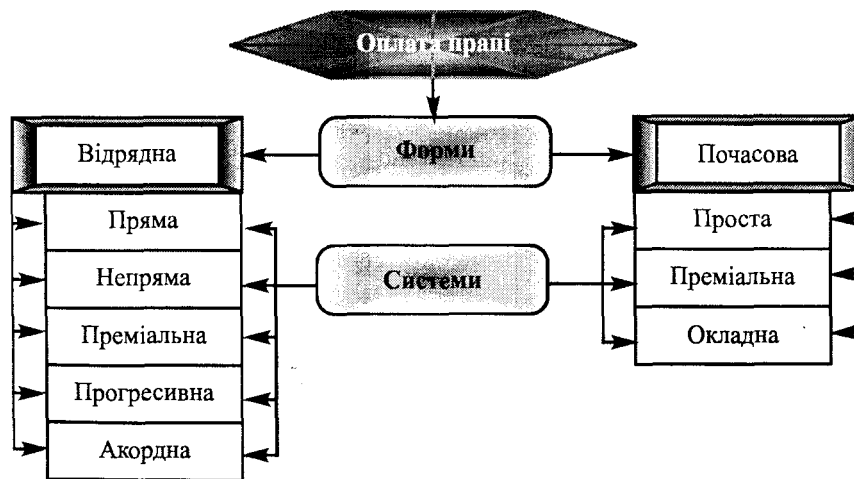 Оплата праці
Відрядна
Форми
Почасова
Пряма
Непряма
Преміальна
Прогресивна
Акордна
Системи
Проста
Преміальна
Окладна